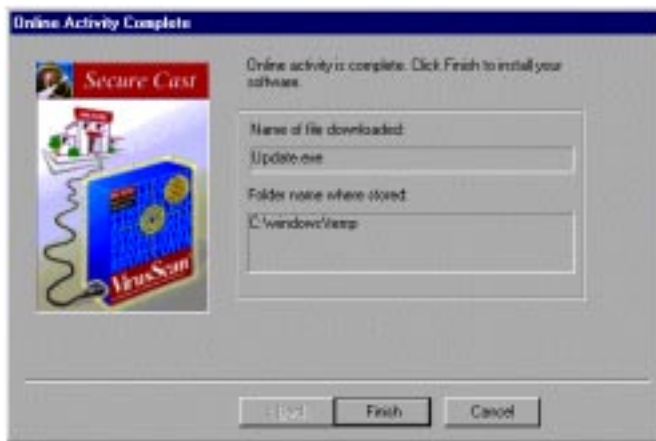 Online Activity Complete
Secure Cast
Online activity is complete. Click Finish to install your
software.
Name of file downloaded:
Update.exe
Folder name where stored:
C:\windows\temp
VirusScan
Finish
Cancel